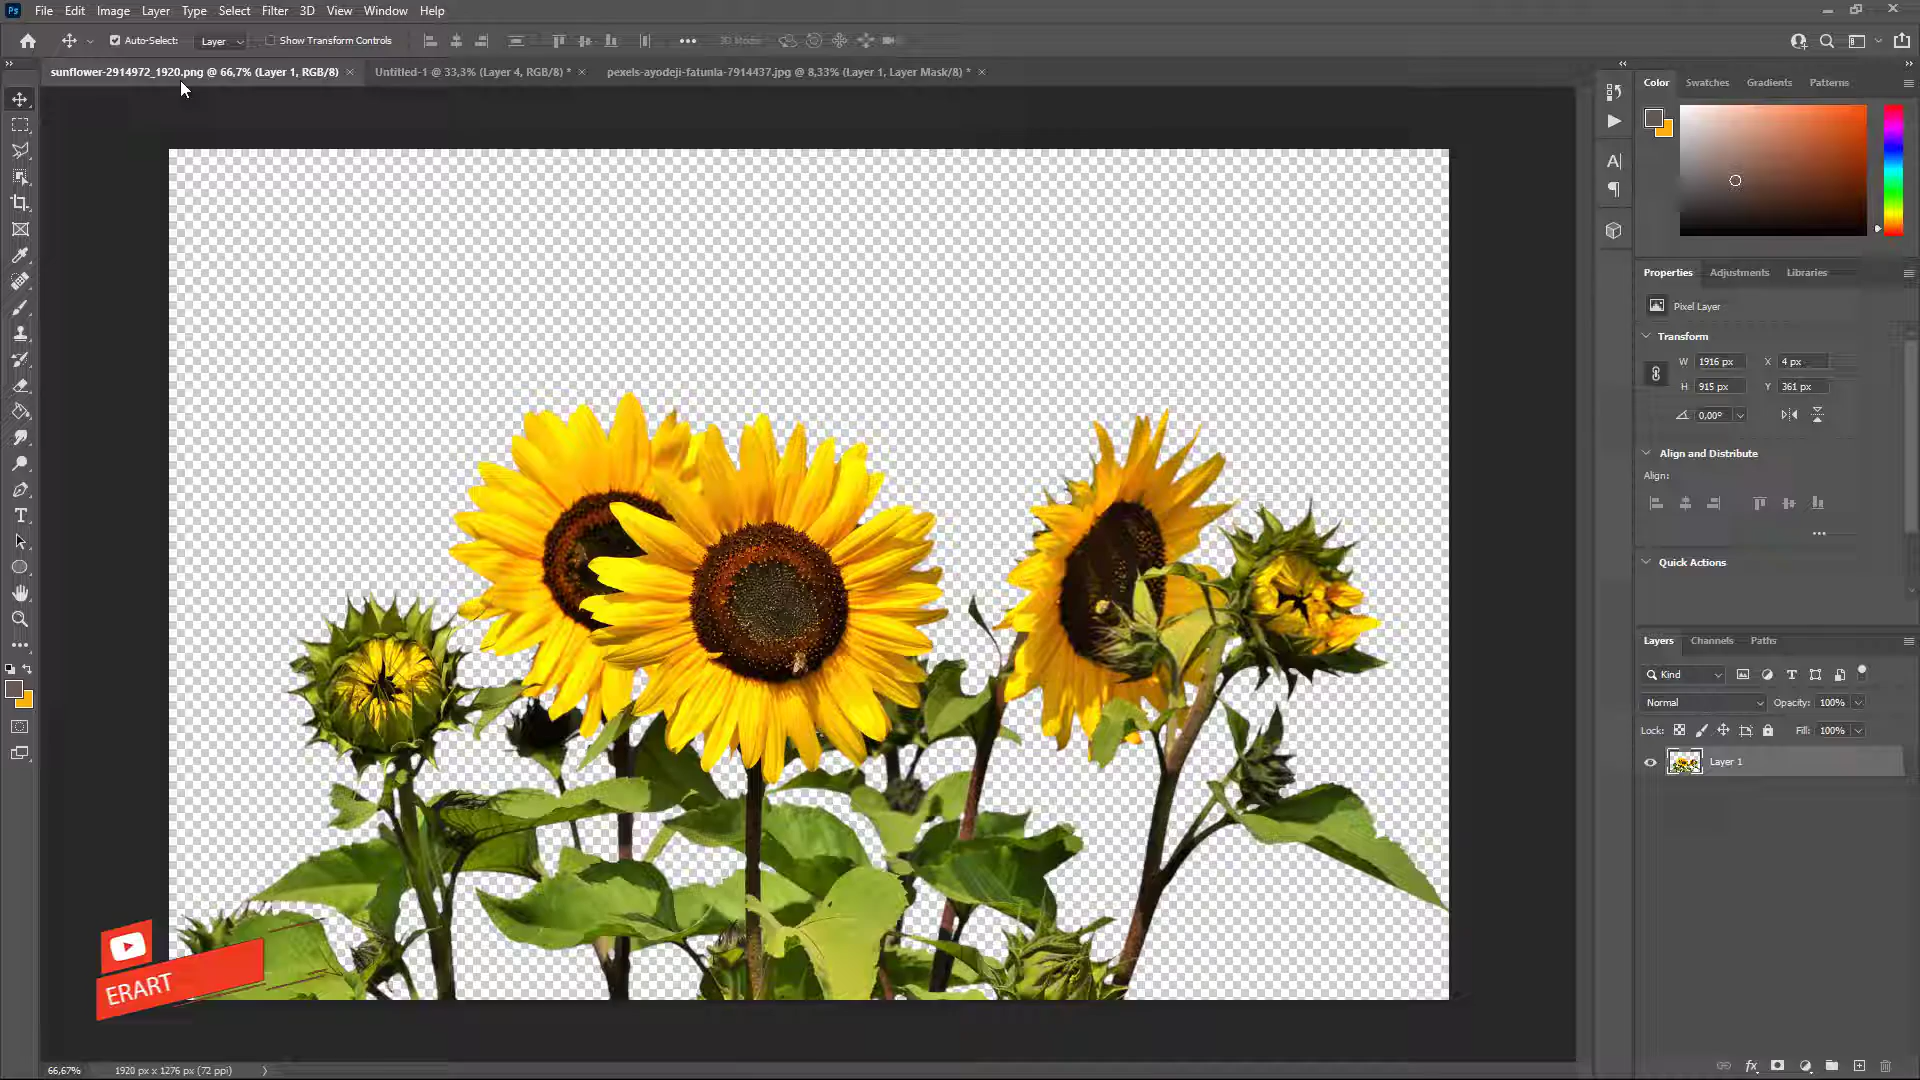 Ps File Edit Image Layer Type Select Filter 3D View Window Help
Auto-Select: Layer Show Transform Controls
sunflower-2914972_1920.png @ 66,7% (Layer 1, RGB/8) Untitled-1 @ 33,3% (Layer 4, RGB/8) * pexels-ayodeji-fatunla-7914437.jpg @ 8,33% (Layer 1, Layer Mask/8) *
Color Swatches Gradients Patterns
Properties Adjustments Libraries
Pixel Layer
Transform
W 1916 px X 4 px
H 915 px Y 361 px
0,00°
Align and Distribute
Align:
Quick Actions
Layers Channels Paths
Kind
Normal Opacity: 100%
Lock: Fill: 100%
Layer 1
ERART
66,67% 1920 px x 1276 px (72 ppi)